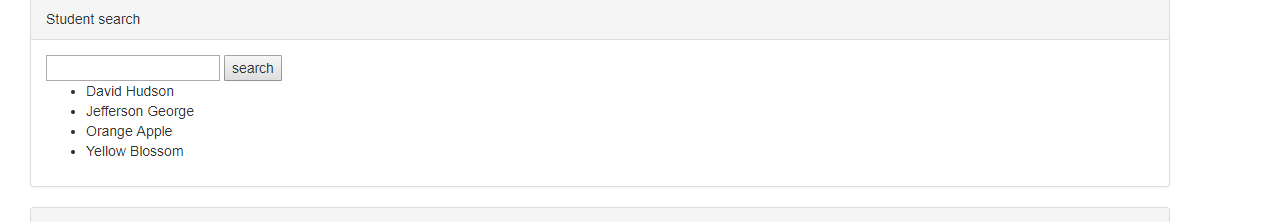 Student search
search
David Hudson
Jefferson George
Orange Apple
Yellow Blossom